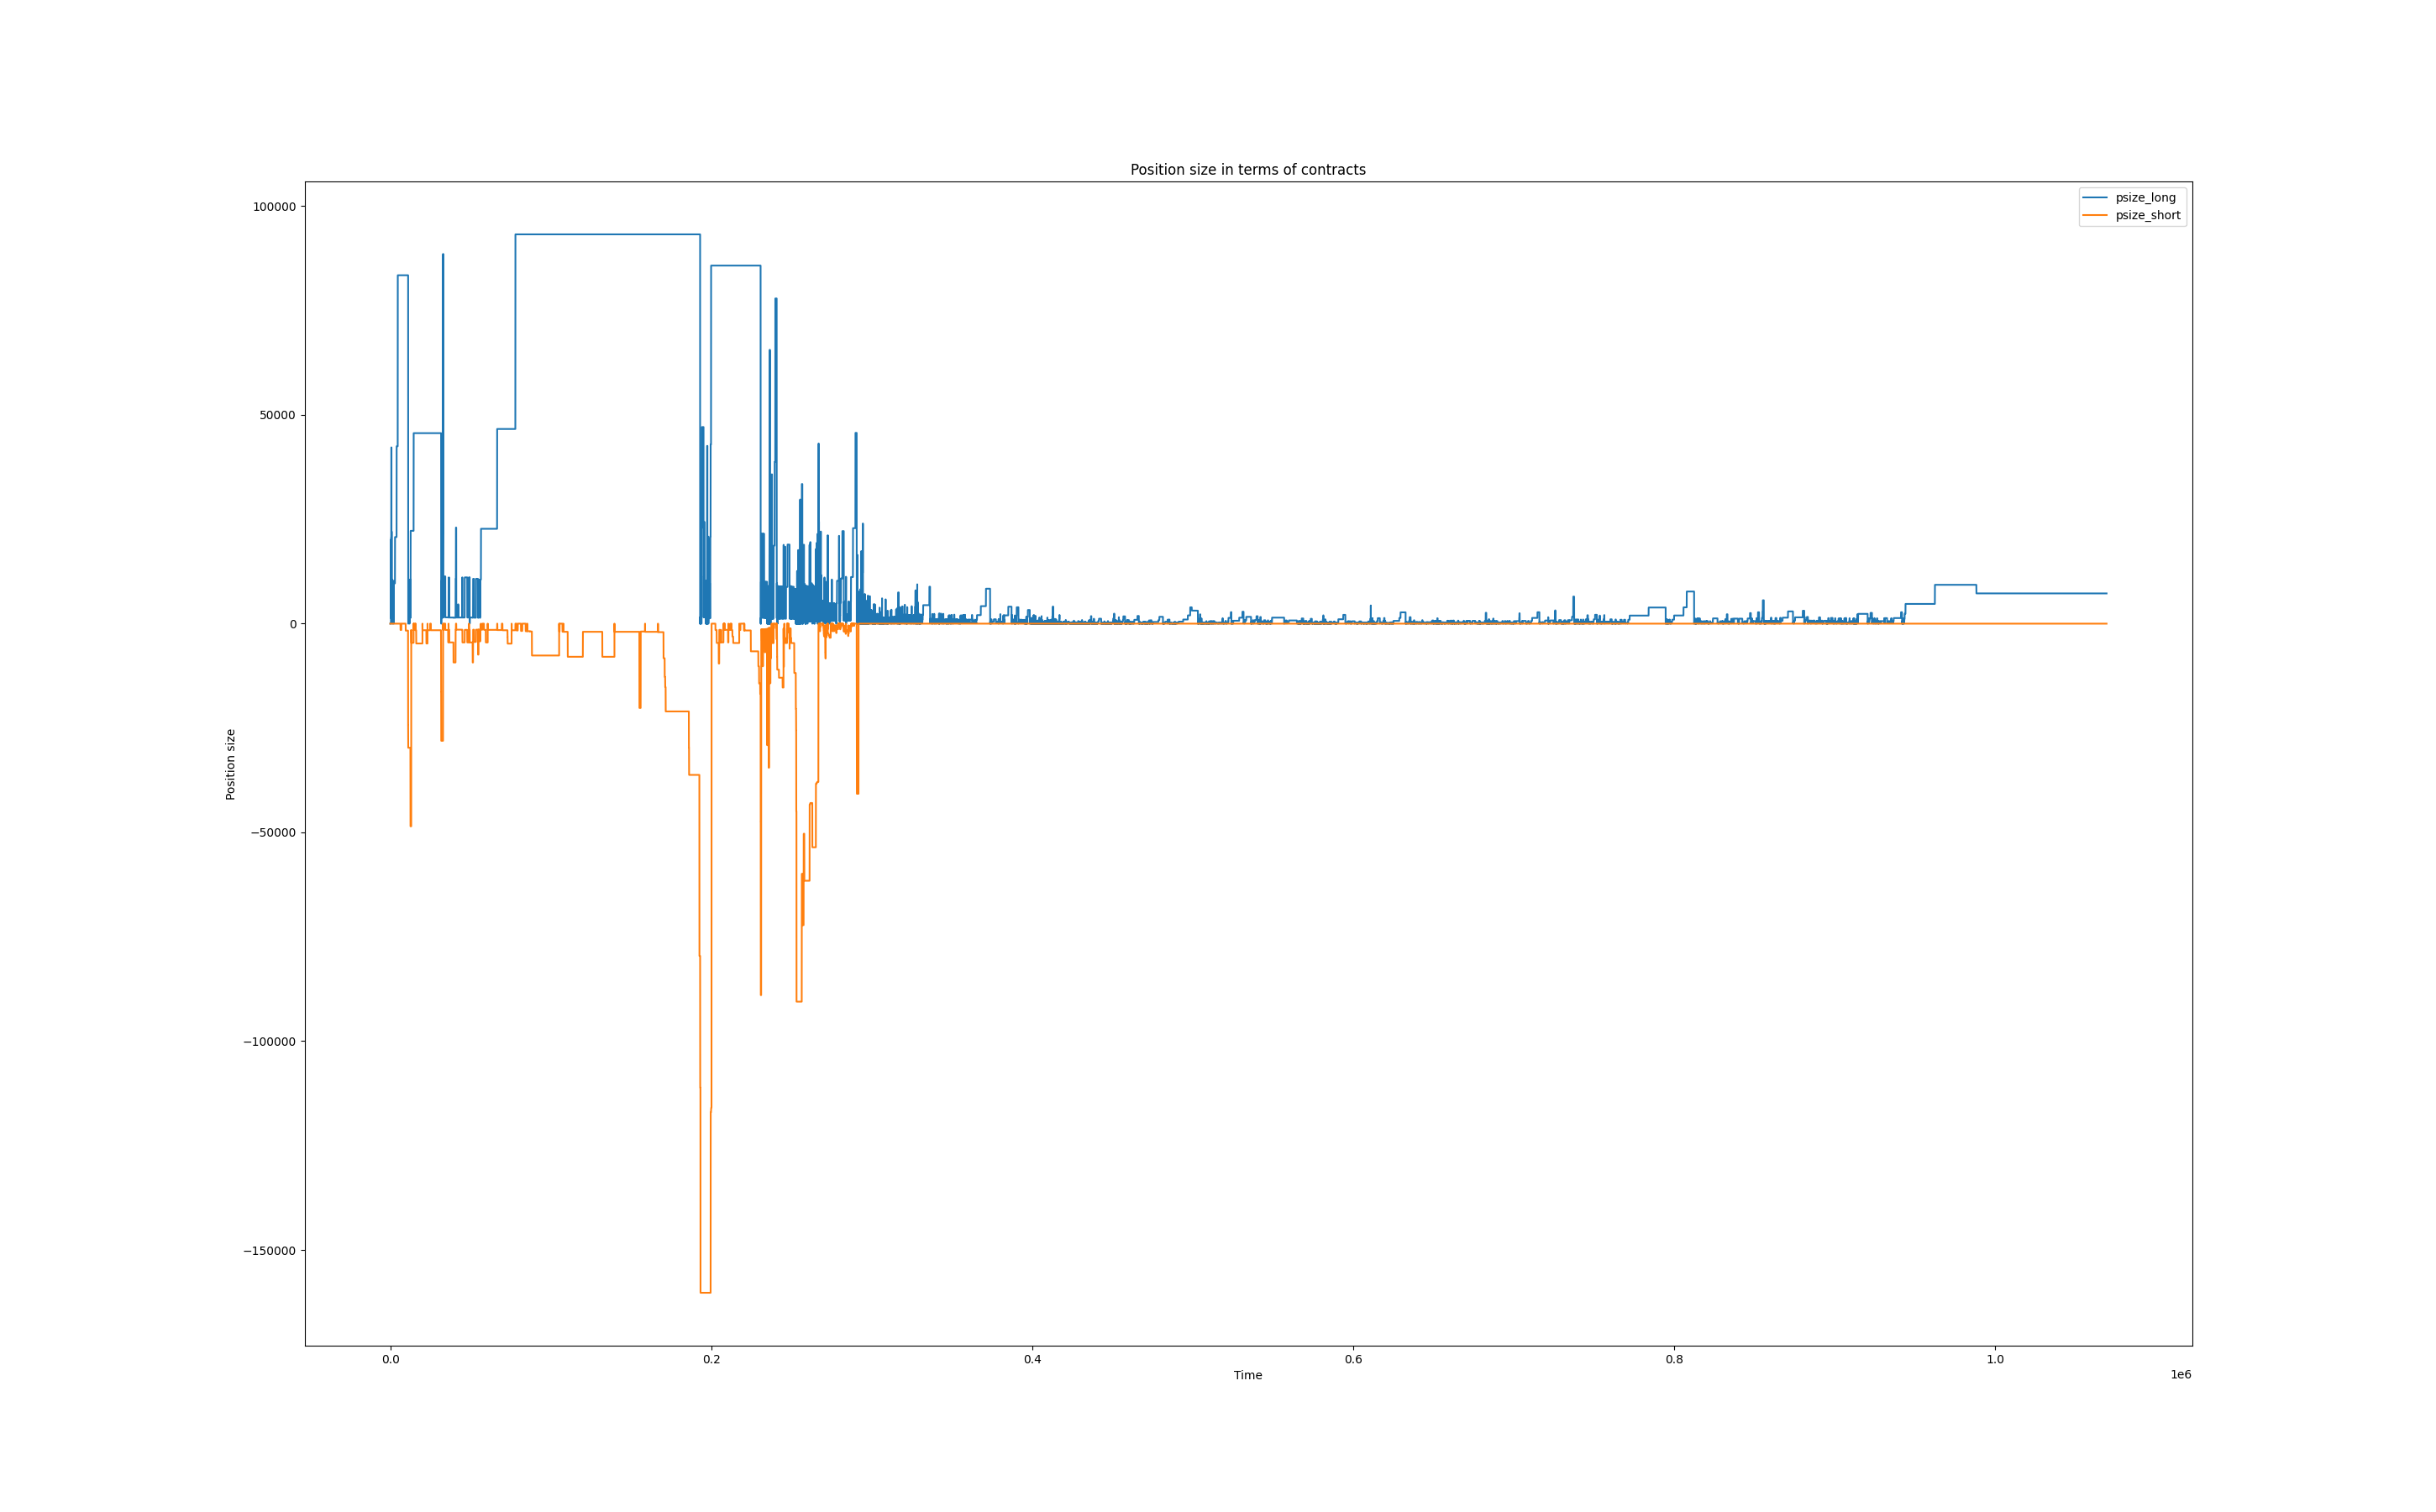 Position size in terms of contracts
psize_long
psize_short
100000
50000
0
−50000
−100000
−150000
Position size
0.0
0.2
0.4
0.6
0.8
1.0
1e6
Time